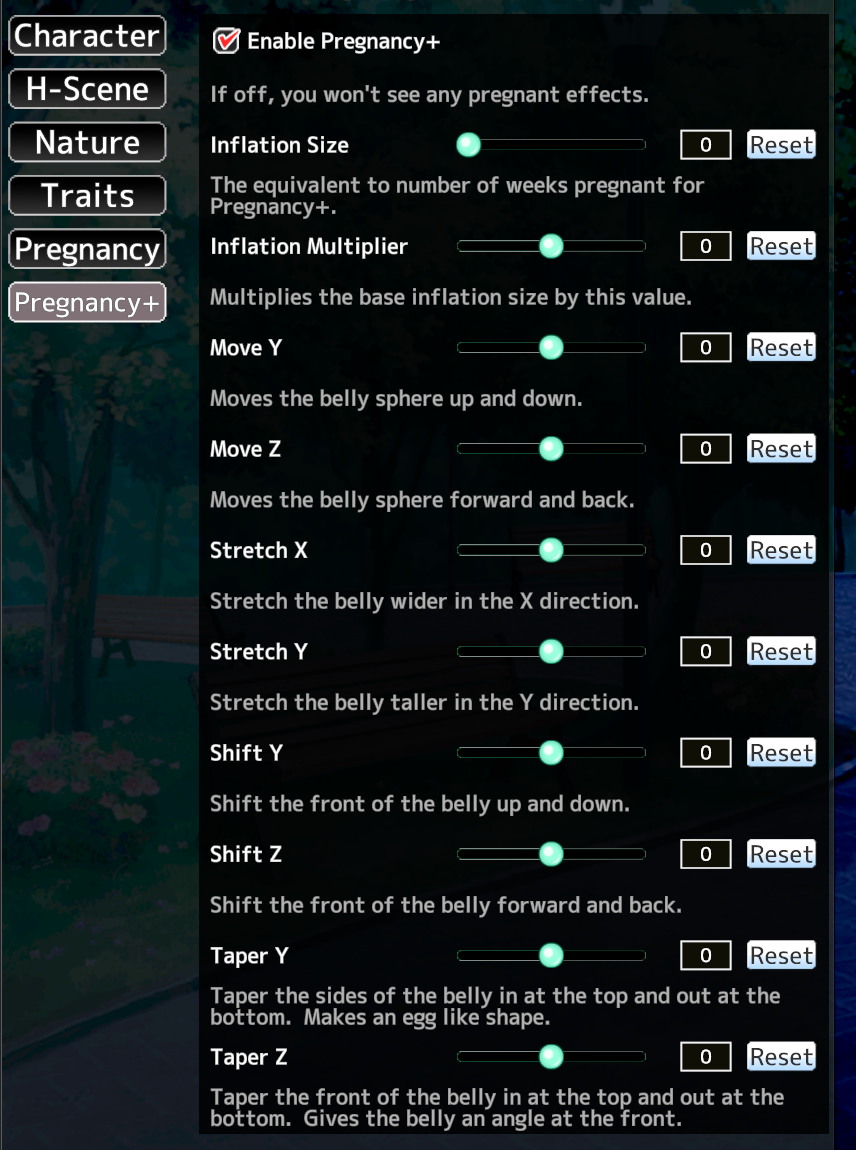 Character
H-Scene
Nature
Traits
Pregnancy
Pregnancy+
Enable Pregnancy+
If off, you won't see any pregnant effects.
Inflation Size 0 Reset
The equivalent to number of weeks pregnant for
Pregnancy+.
Inflation Multiplier 0 Reset
Multiplies the base inflation size by this value.
Move Y 0 Reset
Moves the belly sphere up and down.
Move Z 0 Reset
Moves the belly sphere forward and back.
Stretch X 0 Reset
Stretch the belly wider in the X direction.
Stretch Y 0 Reset
Stretch the belly taller in the Y direction.
Shift Y 0 Reset
Shift the front of the belly up and down.
Shift Z 0 Reset
Shift the front of the belly forward and back.
Taper Y 0 Reset
Taper the sides of the belly in at the top and out at the
bottom.  Makes an egg like shape.
Taper Z 0 Reset
Taper the front of the belly in at the top and out at the
bottom.  Gives the belly an angle at the front.